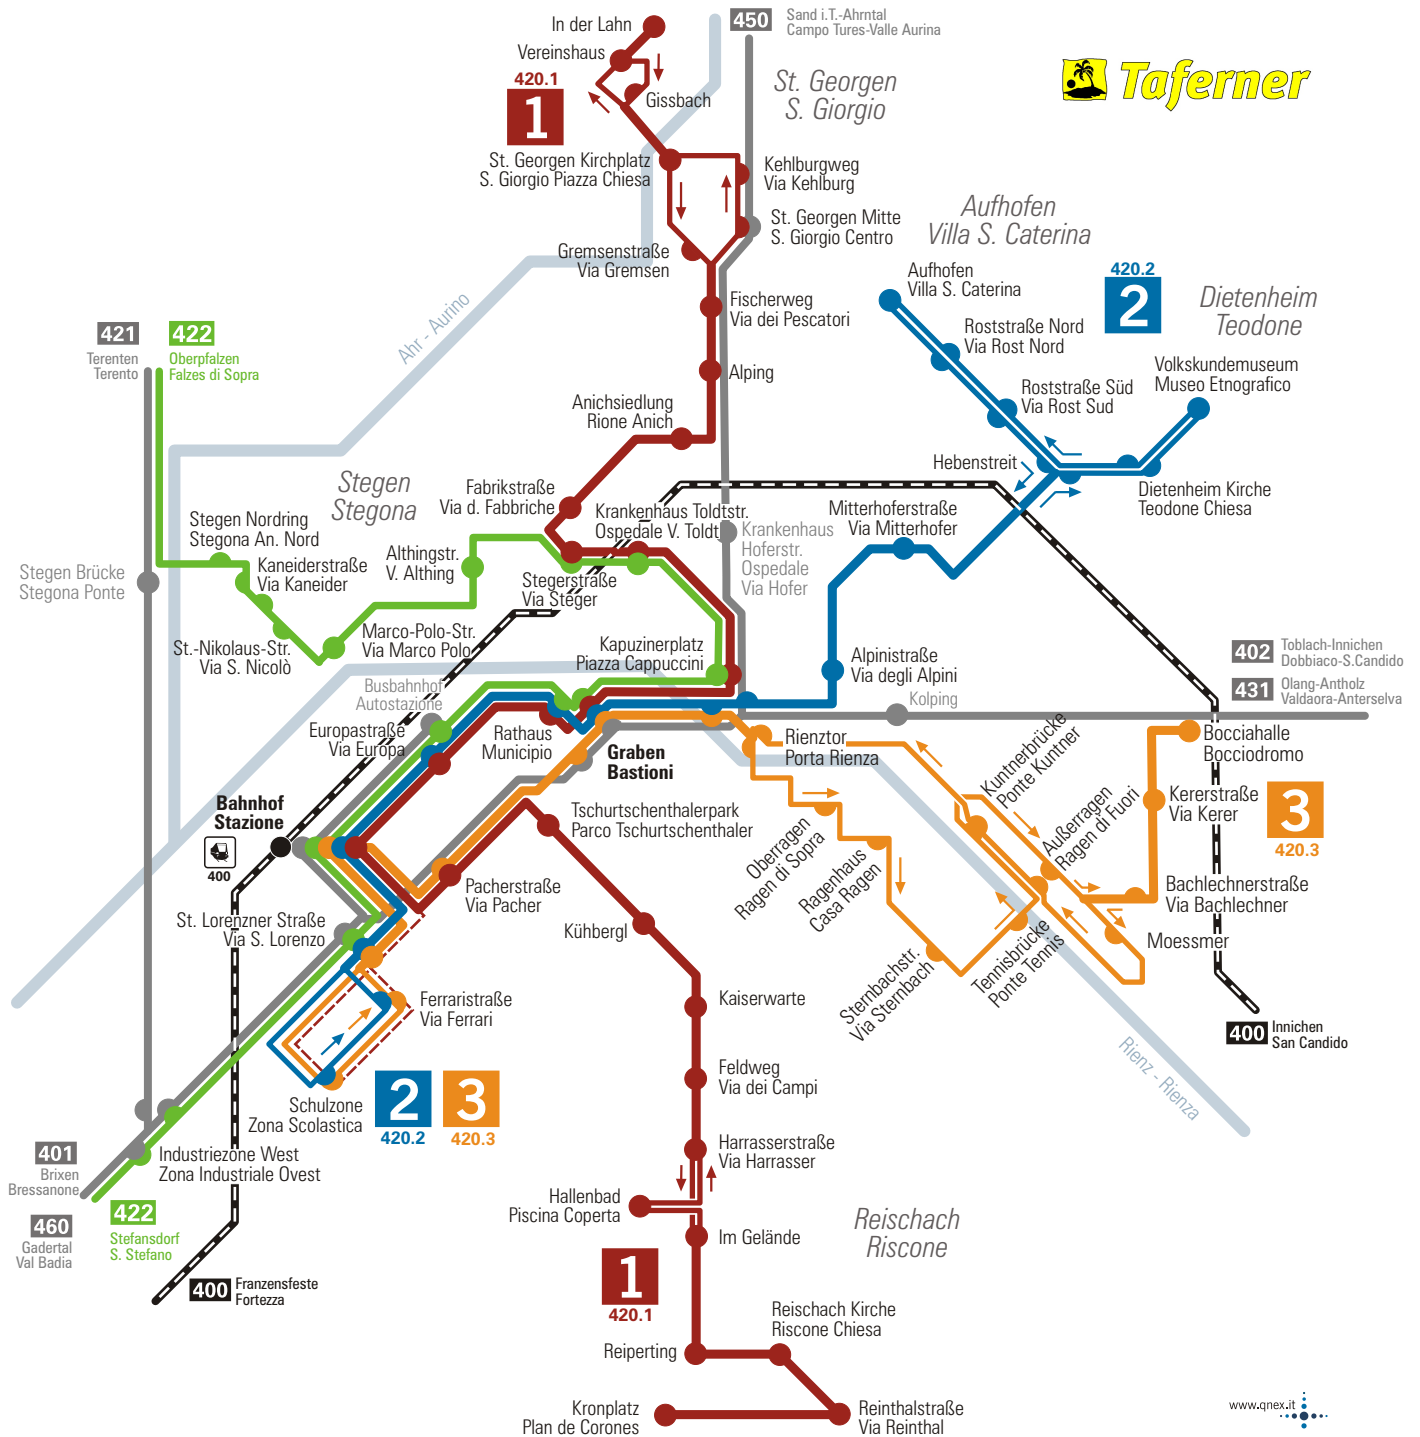 In der Lahn
Vereinshaus
420.1
1
Gissbach
450
Sand i.T.-Ahrntal
Campo Tures-Valle Aurina
St. Georgen
S. Giorgio
Taferner
St. Georgen Kirchplatz
S. Giorgio Piazza Chiesa
Kehlburgweg
Via Kehlburg
St. Georgen Mitte
S. Giorgio Centro
Gremsenstraße
Via Gremsen
Aufhofen
Villa S. Caterina
Aufhofen
Villa S. Caterina
420.2
2
Dietenheim
Teodone
Fischerweg
Via dei Pescatori
Ahr - Aurino
421
Terenten
Terento
422
Oberpfalzen
Falzes di Sopra
Roststraße Nord
Via Rost Nord
Volkskundemuseum
Museo Etnografico
Alping
Roststraße Süd
Via Rost Sud
Anichsiedlung
Rione Anich
Hebenstreit
Stegen
Stegona
Dietenheim Kirche
Teodone Chiesa
Fabrikstraße
Via d. Fabbriche
Krankenhaus Toldtstr.
Ospedale V. Toldt
Mitterhoferstraße
Via Mitterhofer
Stegen Nordring
Stegona An. Nord
Krankenhaus
Hoferstr.
Ospedale
Via Hofer
Althingstr.
V. Althing
Kaneiderstraße
Via Kaneider
Stegen Brücke
Stegona Ponte
Stegerstraße
Via Steger
Marco-Polo-Str.
Via Marco Polo
St.-Nikolaus-Str.
Via S. Nicolò
Kapuzinerplatz
Piazza Cappuccini
Alpinistraße
Via degli Alpini
402
Toblach-Innichen
Dobbiaco-S.Candido
431
Olang-Antholz
Valdaora-Anterselva
Busbahnhof
Autostazione
Kolping
Europastraße
Via Europa
Rathaus
Municipio
Graben
Bastioni
Rienztor
Porta Rienza
Kuntnerbrücke
Ponte Kuntner
Bocciahalle
Bocciodromo
Bahnhof
Stazione
400
Tschurtschenthalerpark
Parco Tschurtschenthaler
Oberragen
Ragen di Sopra
Ragenhaus
Casa Ragen
Außerragen
Ragen di Fuori
Kererstraße
Via Kerer
3
420.3
Pacherstraße
Via Pacher
Bachlechnerstraße
Via Bachlechner
St. Lorenzner Straße
Via S. Lorenzo
Kühbergl
Moessmer
Sternbachstr.
Via Sternbach
Tennisbrücke
Ponte Tennis
Ferraristraße
Via Ferrari
Kaiserwarte
400
Innichen
San Candido
Rienz - Rienza
Feldweg
Via dei Campi
Schulzone
Zona Scolastica
2
420.2
3
420.3
Harrasserstraße
Via Harrasser
401
Brixen
Bressanone
Industriezone West
Zona Industriale Ovest
422
Stefansdorf
S. Stefano
460
Gadertal
Val Badia
Hallenbad
Piscina Coperta
Im Gelände
Reischach
Riscone
400
Franzensfeste
Fortezza
1
420.1
Reischach Kirche
Riscone Chiesa
Reiperting
Kronplatz
Plan de Corones
Reinthalstraße
Via Reinthal
www.qnex.it